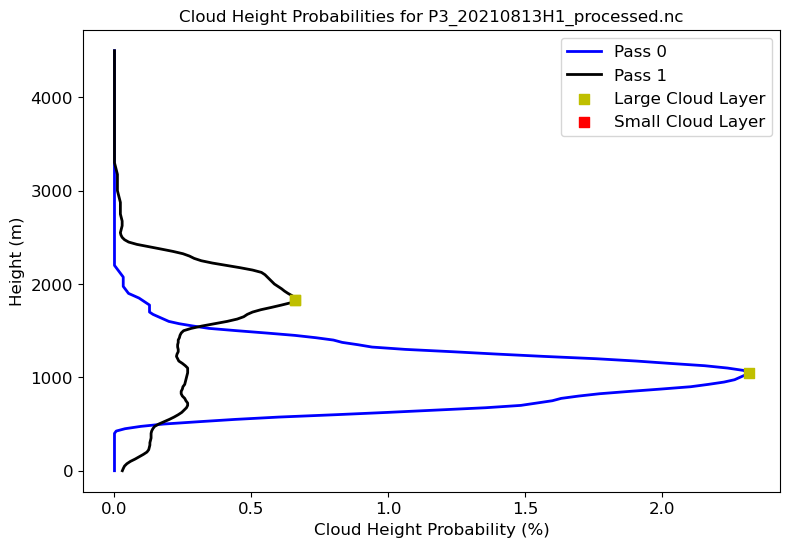 Cloud Height Probabilities for P3_20210813H1_processed.nc
Pass 0
Pass 1
Large Cloud Layer
Small Cloud Layer
4000
3000
2000
1000
0
Height (m)
0.0 0.5 1.0 1.5 2.0
Cloud Height Probability (%)